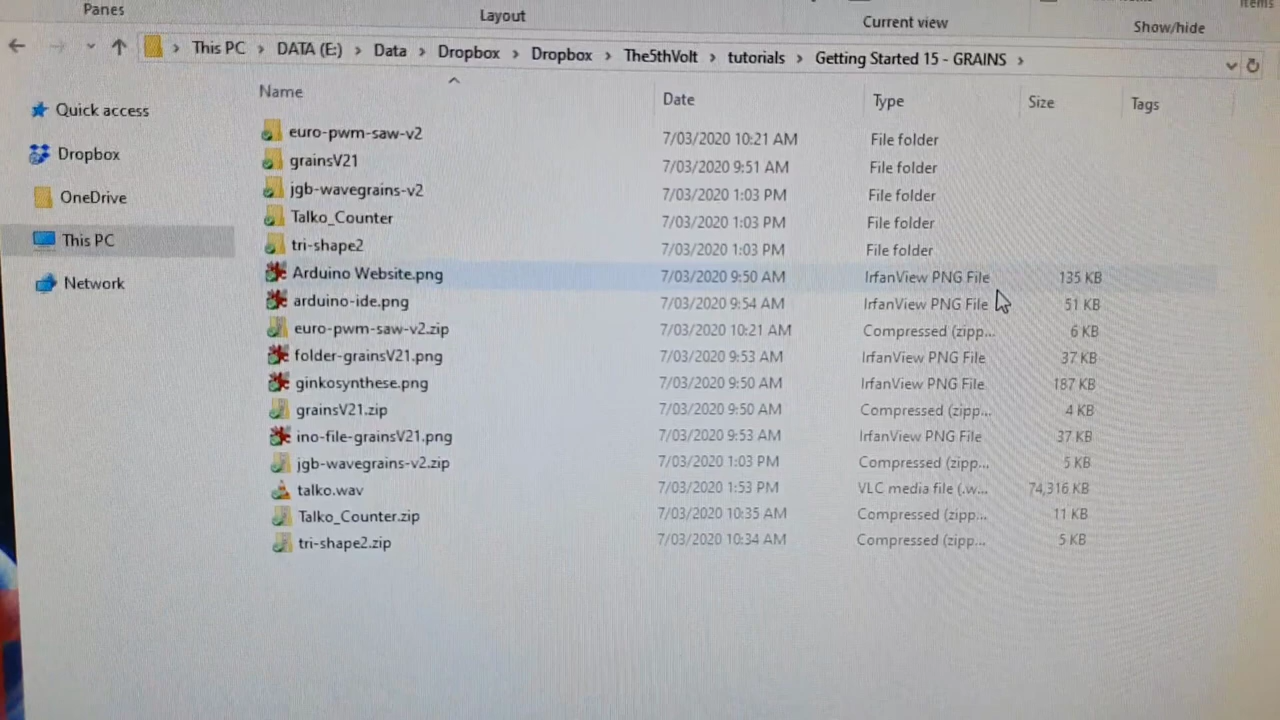 Panes Layout Current view Show/hide
This PC > DATA (E:) > Data > Dropbox > Dropbox > The5thVolt > tutorials > Getting Started 15 - GRAINS >
Name Date Type Size Tags
Quick access
Dropbox
OneDrive
This PC
Network
euro-pwm-saw-v2 7/03/2020 10:21 AM File folder
grainsV21 7/03/2020 9:51 AM File folder
jgb-wavegrains-v2 7/03/2020 1:03 PM File folder
Talko_Counter 7/03/2020 1:03 PM File folder
tri-shape2 7/03/2020 1:03 PM File folder
Arduino Website.png 7/03/2020 9:50 AM IrfanView PNG File 135 KB
arduino-ide.png 7/03/2020 9:54 AM IrfanView PNG File 51 KB
euro-pwm-saw-v2.zip 7/03/2020 10:21 AM Compressed (zipp... 6 KB
folder-grainsV21.png 7/03/2020 9:53 AM IrfanView PNG File 37 KB
ginkosynthese.png 7/03/2020 9:50 AM IrfanView PNG File 187 KB
grainsV21.zip 7/03/2020 9:50 AM Compressed (zipp... 4 KB
ino-file-grainsV21.png 7/03/2020 9:53 AM IrfanView PNG File 37 KB
jgb-wavegrains-v2.zip 7/03/2020 1:03 PM Compressed (zipp... 5 KB
talko.wav 7/03/2020 1:53 PM VLC media file (.w... 74,316 KB
Talko_Counter.zip 7/03/2020 10:35 AM Compressed (zipp... 11 KB
tri-shape2.zip 7/03/2020 10:34 AM Compressed (zipp... 5 KB